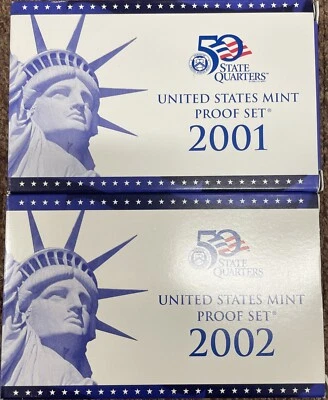 50
STATE
QUARTERS
UNITED STATES MINT
PROOF SET®
2001
50
STATE
QUARTERS
UNITED STATES MINT
PROOF SET®
2002